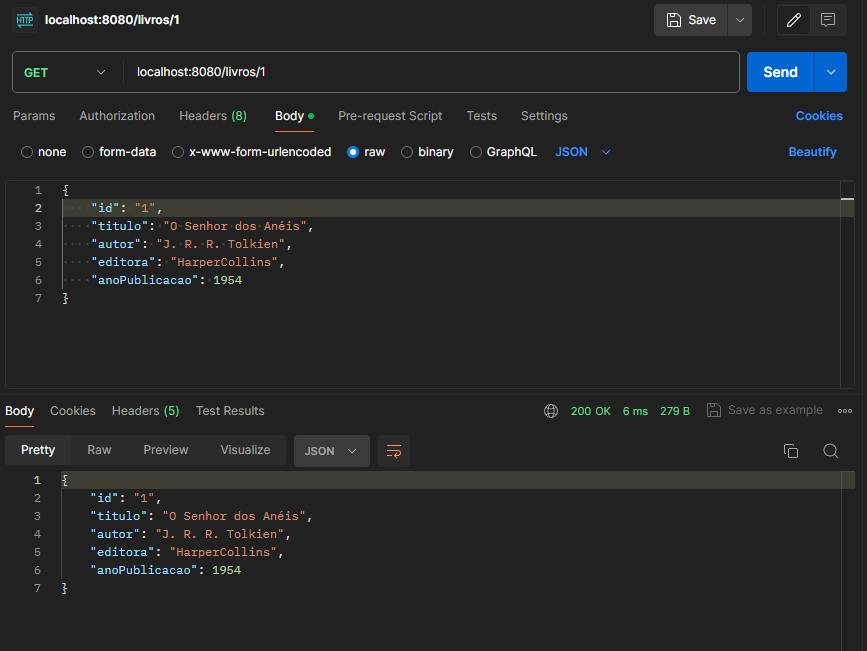 HTTP localhost:8080/livros/1 Save
GET localhost:8080/livros/1 Send
Params Authorization Headers (8) Body Pre-request Script Tests Settings Cookies
none form-data x-www-form-urlencoded raw binary GraphQL JSON Beautify
1 {
2 "id": "1",
3 "titulo": "O Senhor dos Anéis",
4 "autor": "J. R. R. Tolkien",
5 "editora": "HarperCollins",
6 "anoPublicacao": 1954
7 }
Body Cookies Headers (5) Test Results 200 OK 6 ms 279 B Save as example
Pretty Raw Preview Visualize JSON
1 {
2 "id": "1",
3 "titulo": "O Senhor dos Anéis",
4 "autor": "J. R. R. Tolkien",
5 "editora": "HarperCollins",
6 "anoPublicacao": 1954
7 }